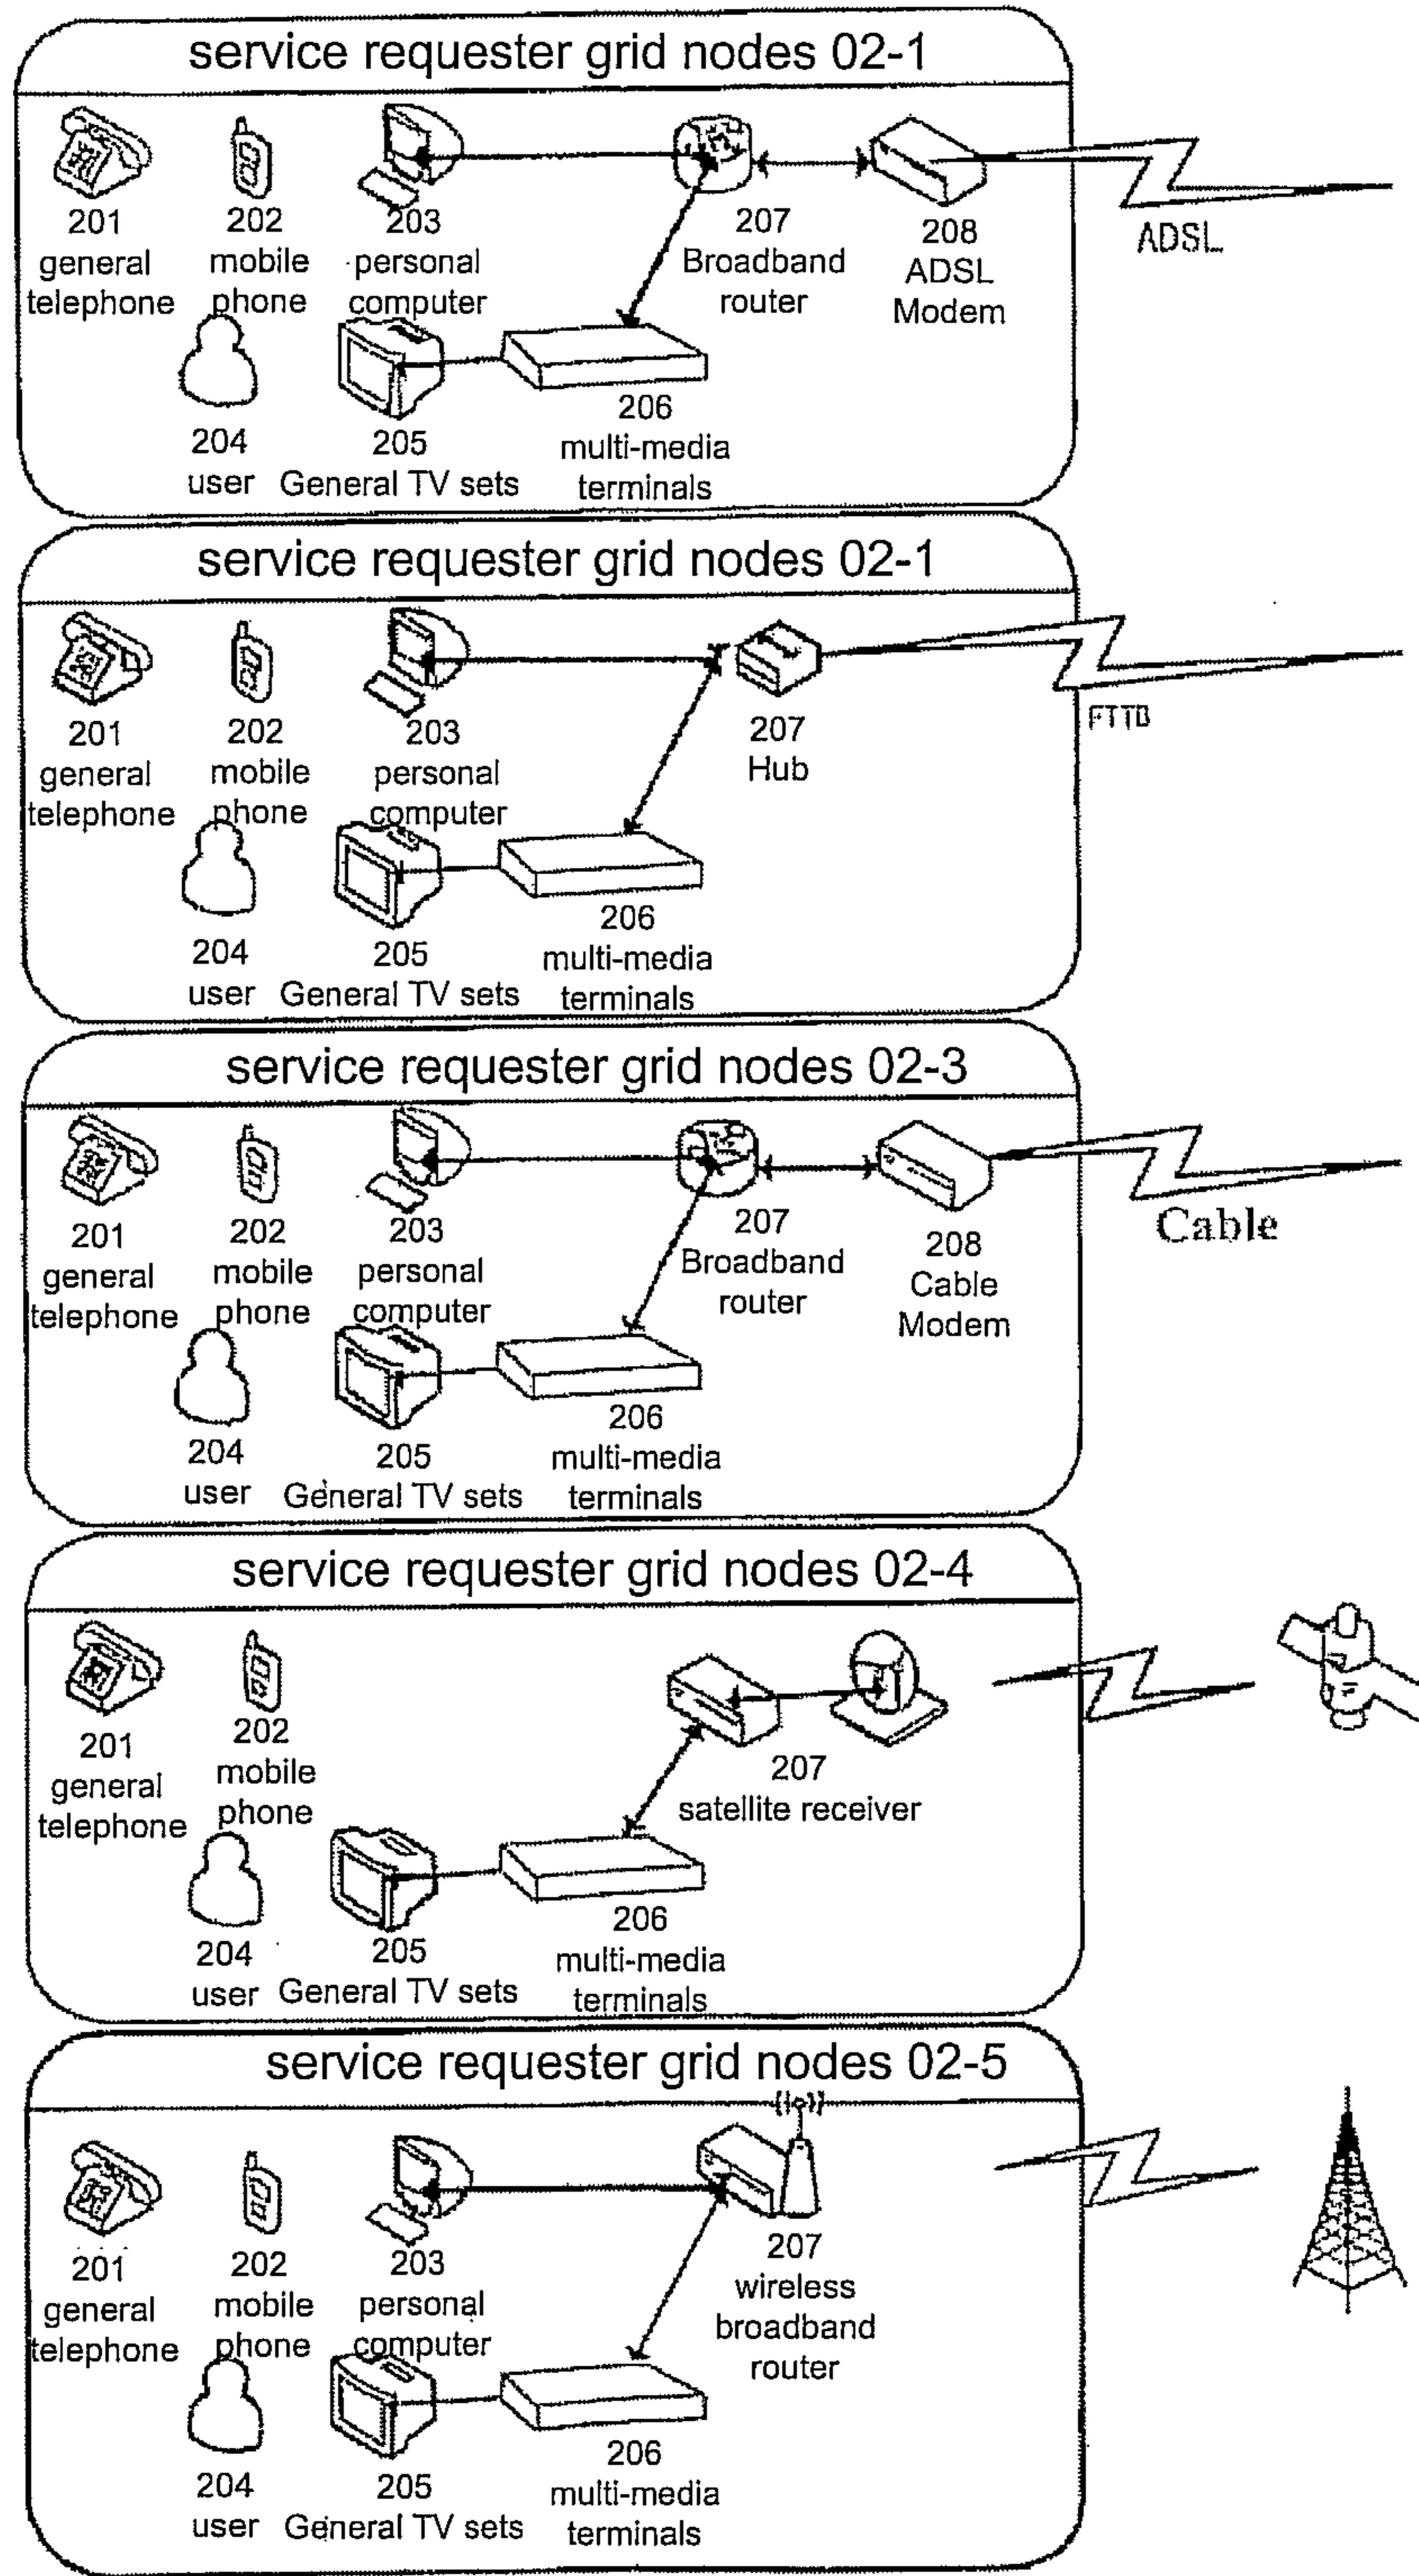 service requester grid nodes 02-1
201
general
telephone
202
mobile
phone
203
personal
computer
207
Broadband
router
208
ADSL
Modem
ADSL
204
user
205
General TV sets
206
multi-media
terminals
service requester grid nodes 02-1
201
general
telephone
202
mobile
phone
203
personal
computer
207
Hub
FTTB
204
user
205
General TV sets
206
multi-media
terminals
service requester grid nodes 02-3
201
general
telephone
202
mobile
phone
203
personal
computer
207
Broadband
router
208
Cable
Modem
Cable
204
user
205
General TV sets
206
multi-media
terminals
service requester grid nodes 02-4
201
general
telephone
202
mobile
phone
207
satellite receiver
204
user
205
General TV sets
206
multi-media
terminals
service requester grid nodes 02-5
201
general
telephone
202
mobile
phone
203
personal
computer
207
wireless
broadband
router
204
user
205
General TV sets
206
multi-media
terminals